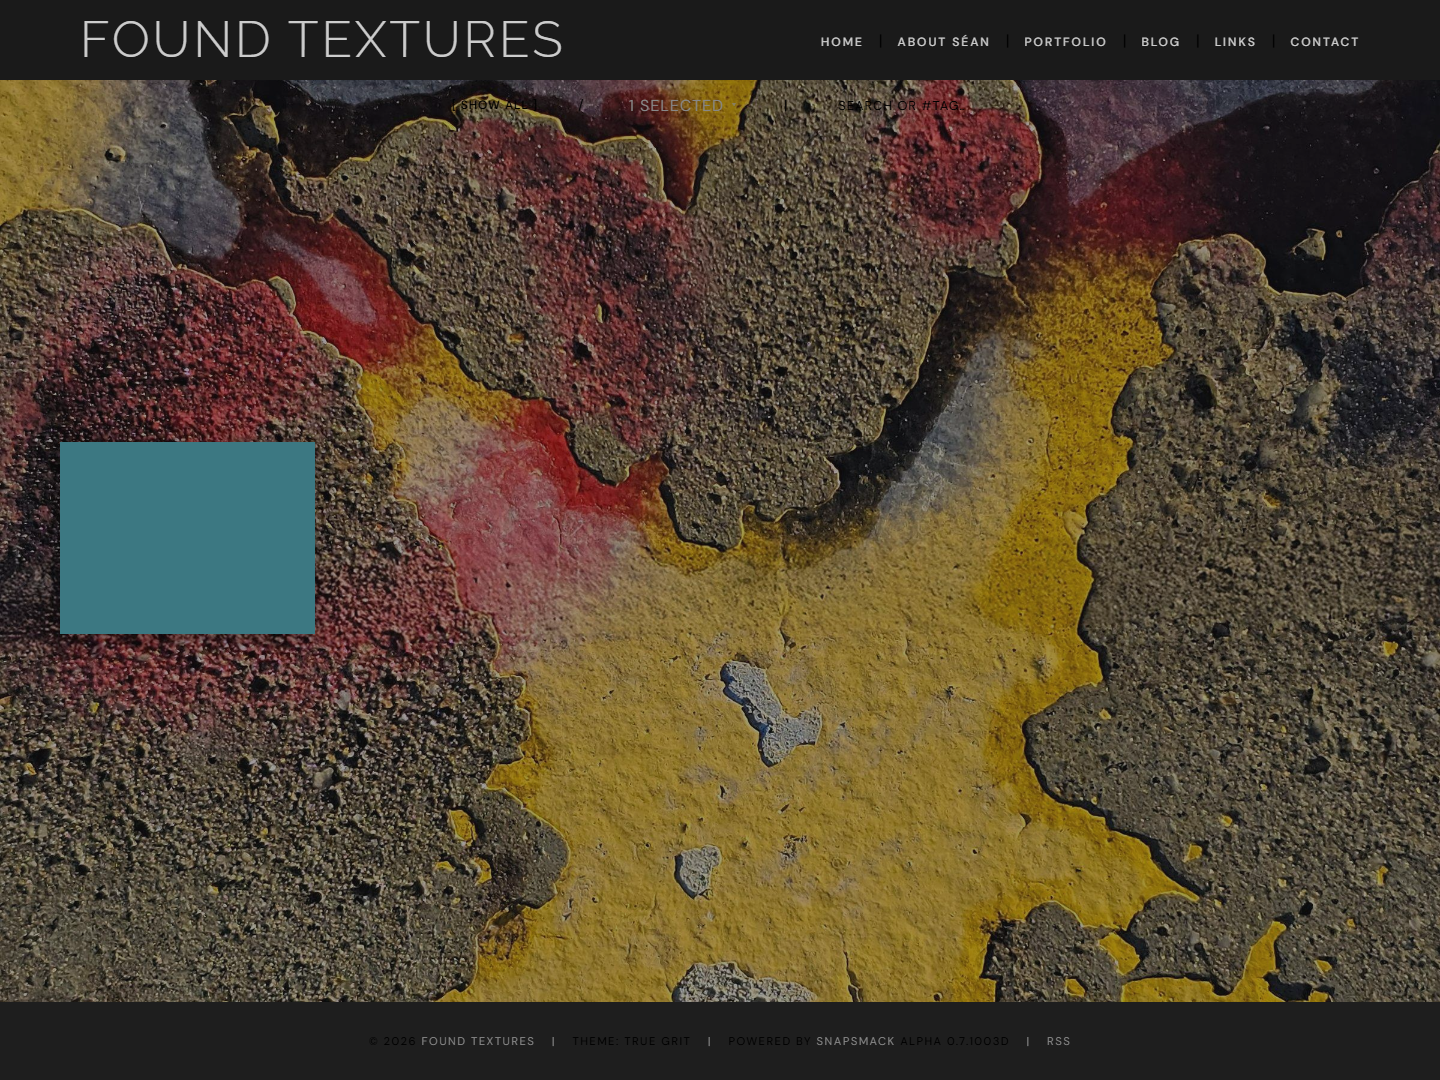 FOUND TEXTURES
HOME | ABOUT SÉAN | PORTFOLIO | BLOG | LINKS | CONTACT
[ SHOW ALL ] / 1 SELECTED | SEARCH OR #TAG...
© 2026 FOUND TEXTURES | THEME: TRUE GRIT | POWERED BY SNAPSMACK ALPHA 0.7.1003D | RSS